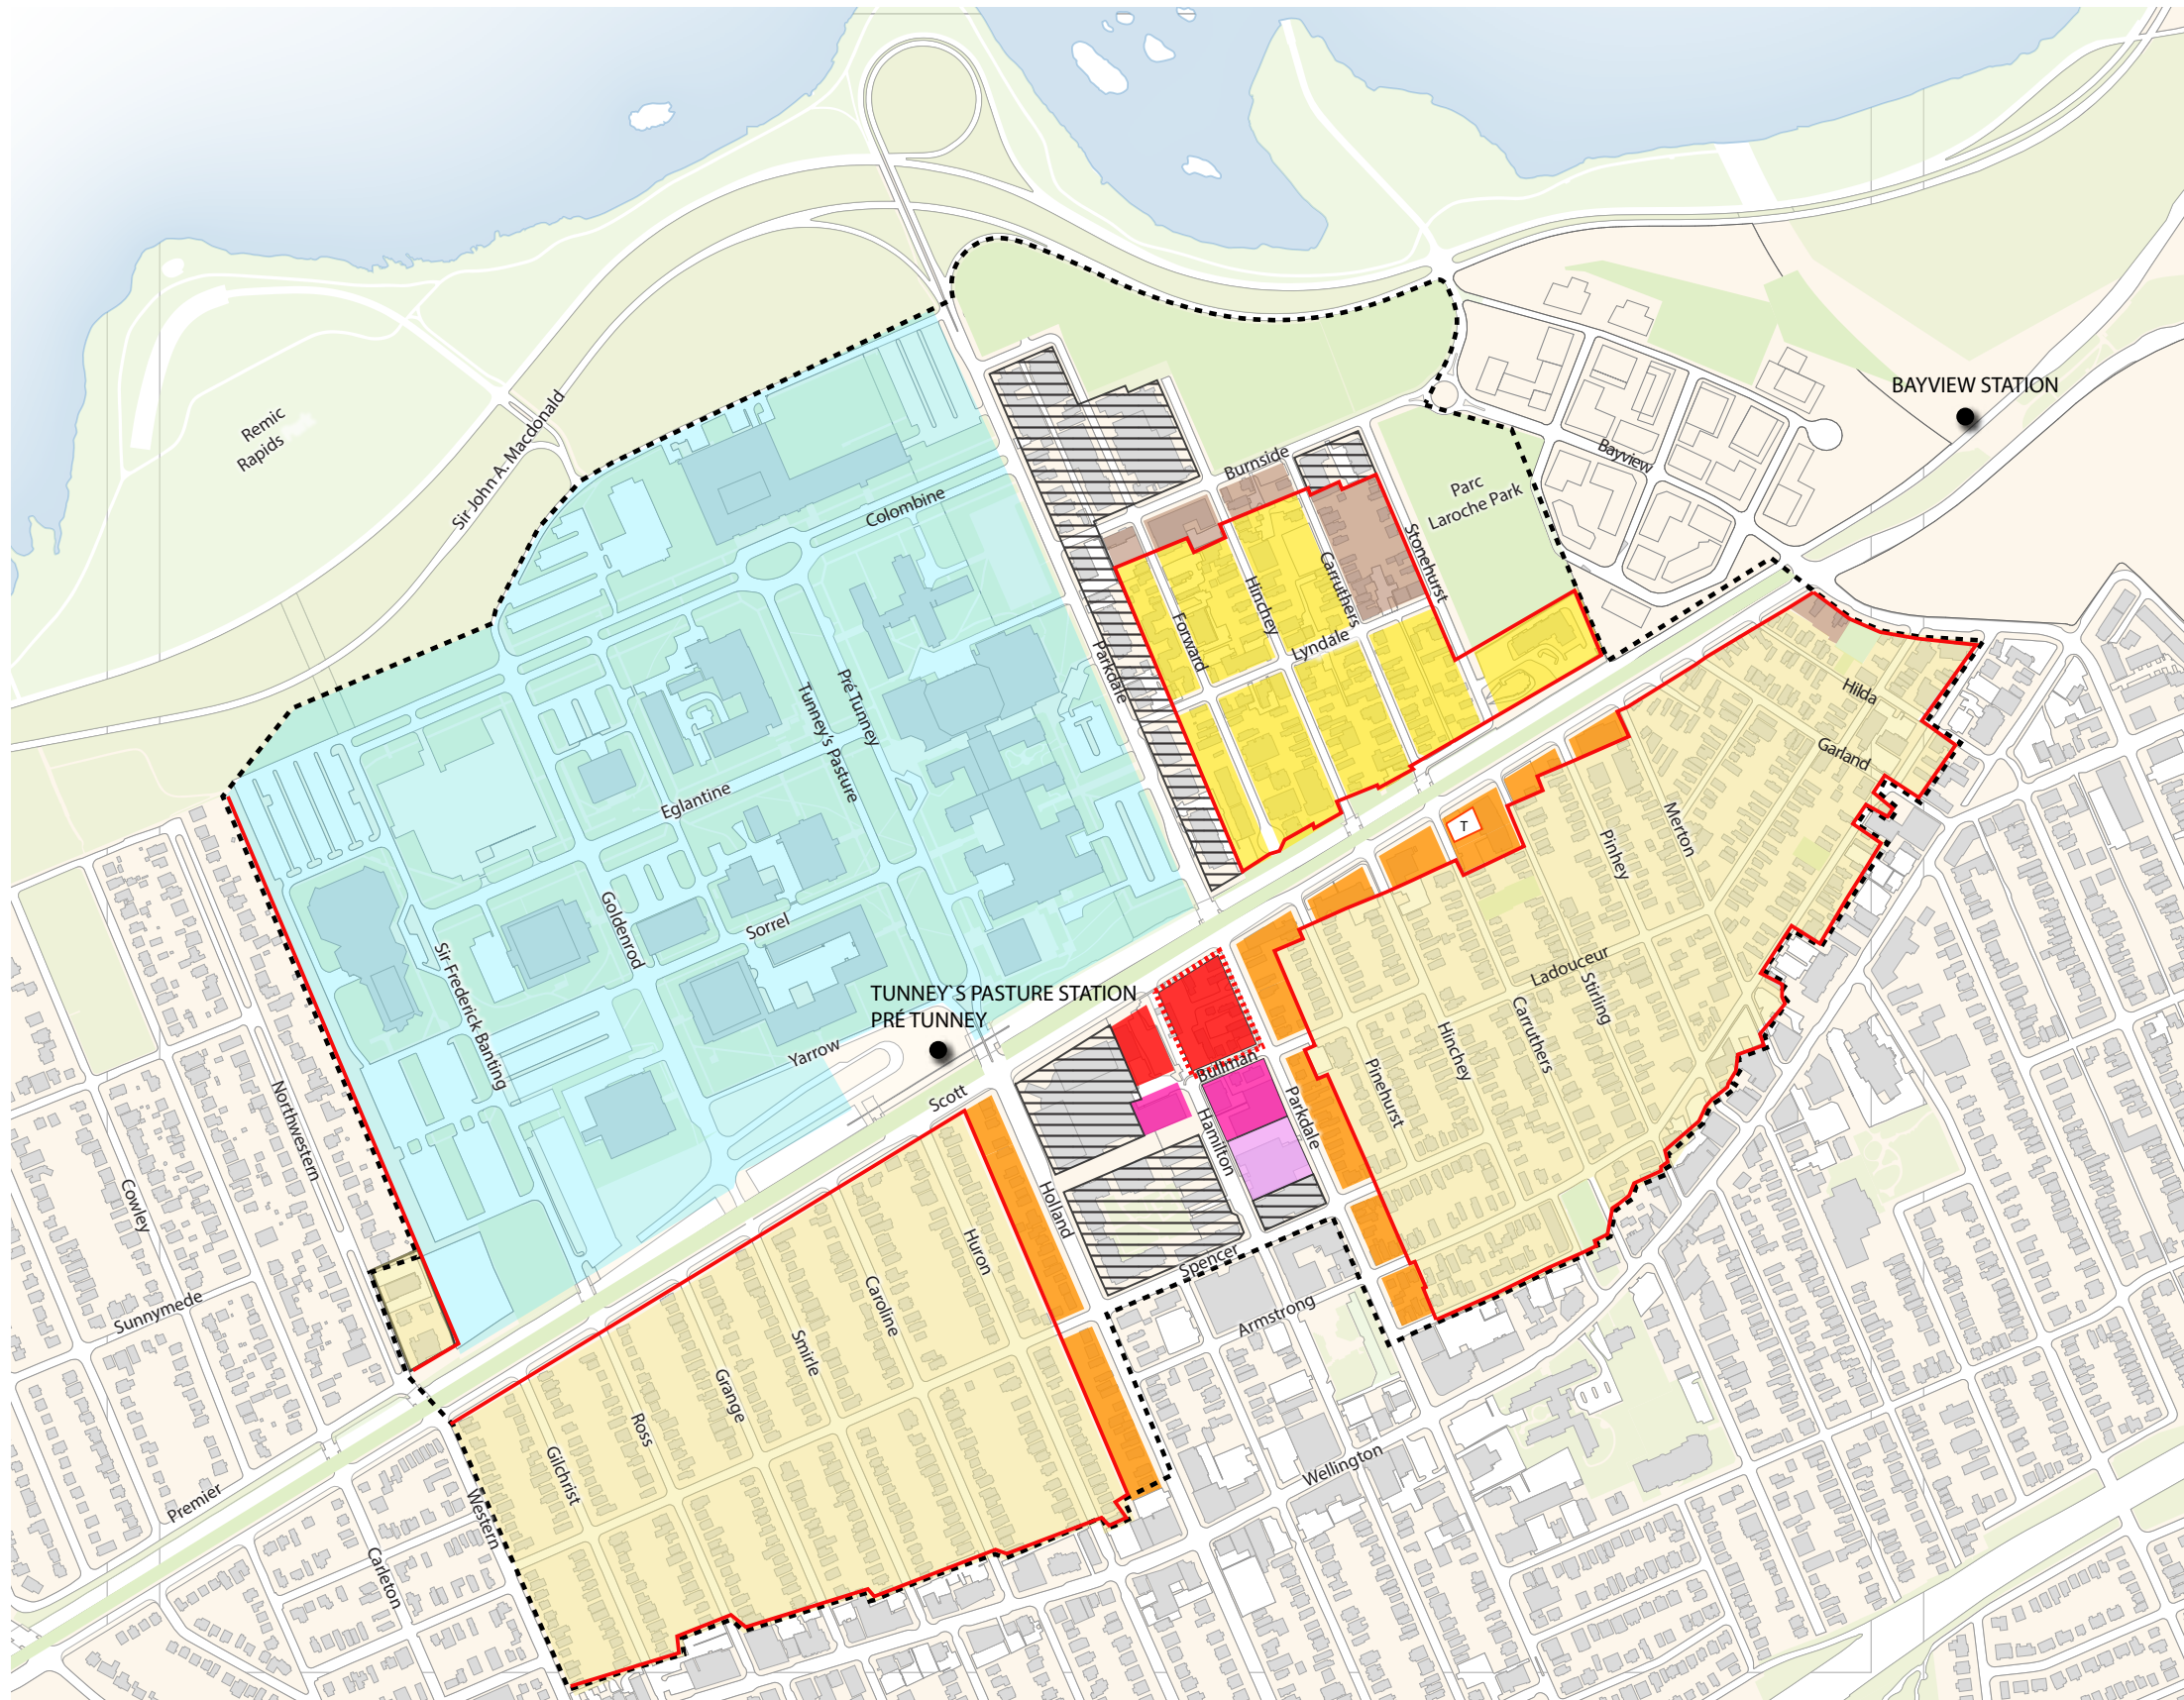 BAYVIEW STATION
Remic
Rapids
Sir John A. Macdonald
Bayview
Burnside
Parc
Laroche Park
Colombine
Stonehurst
Carruthers
Hinchey
Forward
Lyndale
Parkdale
Pré Tunney
Tunney's Pasture
Hilda
Garland
Eglantine
Merton
Pinhey
T
Goldenrod
Sorrel
Sir Frederick Banting
Ladouceur
Stirling
Carruthers
Hinchey
Pinehurst
TUNNEY`S PASTURE STATION
PRÉ TUNNEY
Yarrow
Scott
Bullman
Parkdale
Hamilton
Northwestern
Cowley
Holland
Huron
Spencer
Armstrong
Sunnymede
Caroline
Smirle
Grange
Ross
Gilchrist
Wellington
Premier
Western
Carleton